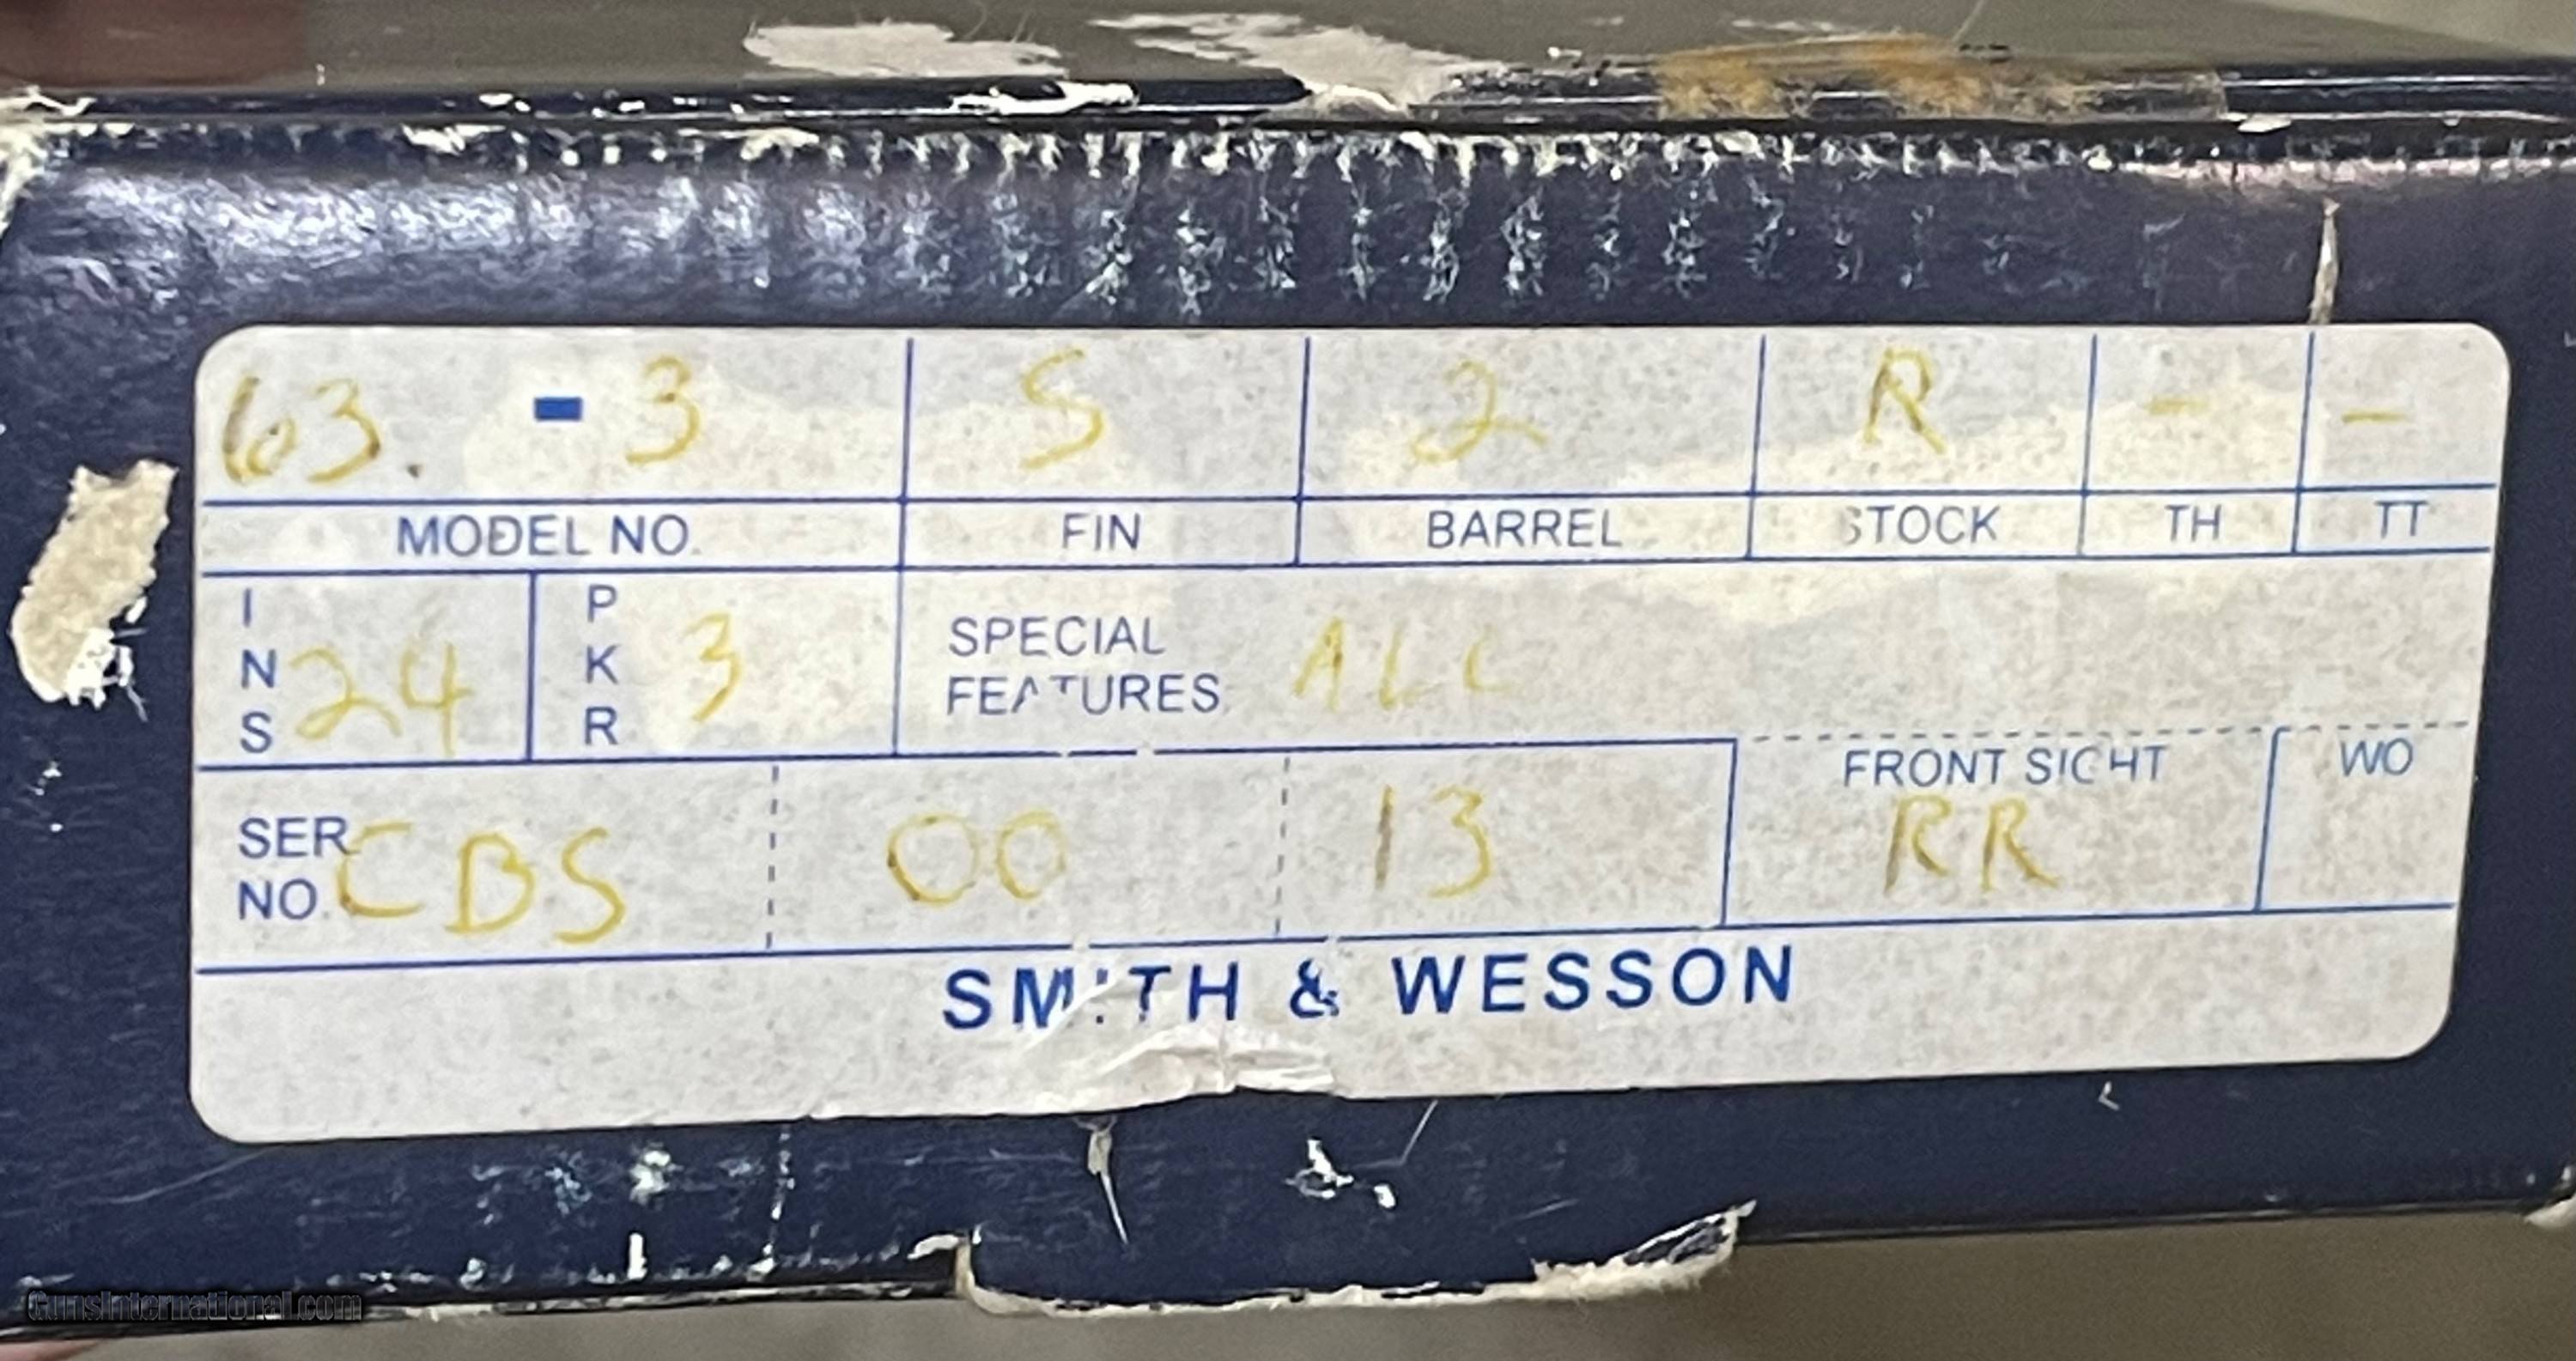 63. - 3 S 2 R - -
MODEL NO. FIN BARREL STOCK TH TT
INS 24 PKR 3 SPECIAL FEATURES ALL
SER. NO. CBS 00 13 FRONT SIGHT RR WO
SMITH & WESSON
GunsInternational.com